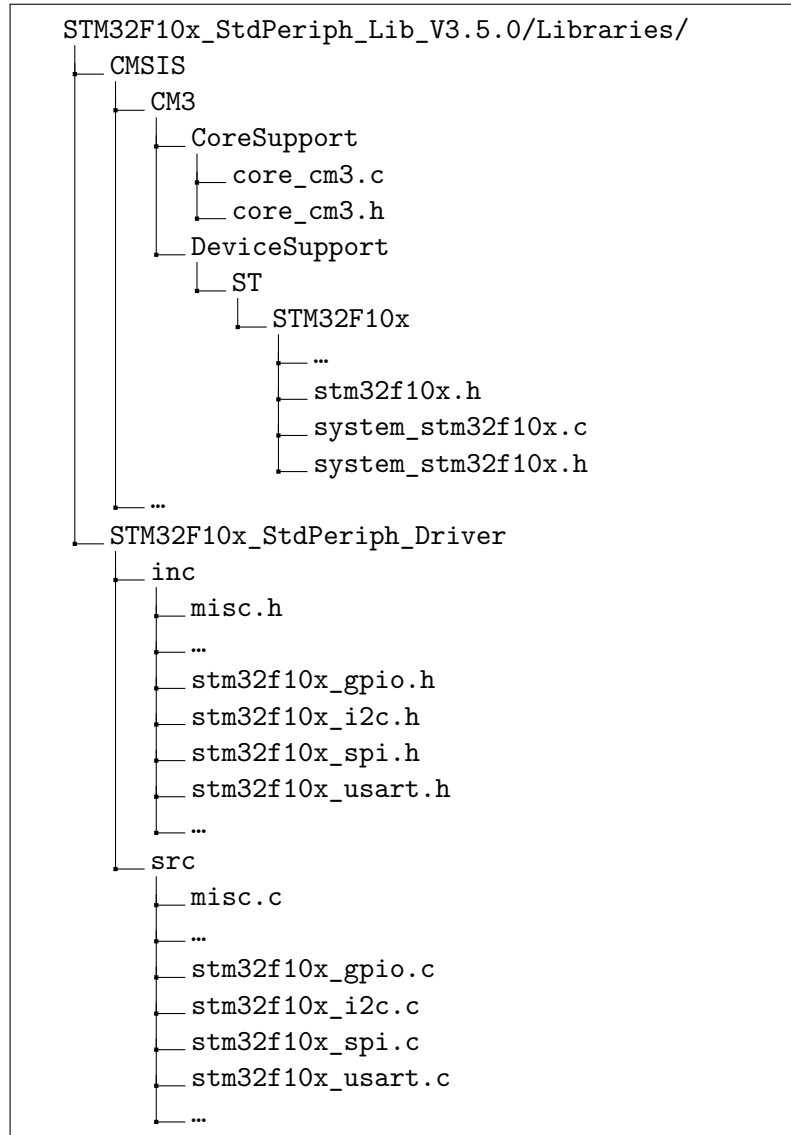 STM32F10x_StdPeriph_Lib_V3.5.0/Libraries/
CMSIS
CM3
CoreSupport
core_cm3.c
core_cm3.h
DeviceSupport
ST
STM32F10x
…
stm32f10x.h
system_stm32f10x.c
system_stm32f10x.h
…
STM32F10x_StdPeriph_Driver
inc
misc.h
…
stm32f10x_gpio.h
stm32f10x_i2c.h
stm32f10x_spi.h
stm32f10x_usart.h
…
src
misc.c
…
stm32f10x_gpio.c
stm32f10x_i2c.c
stm32f10x_spi.c
stm32f10x_usart.c
…